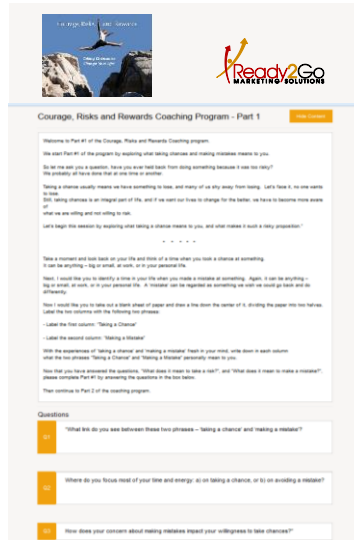 Courage, Risks and Rewards
Ready2Go
MARKETING SOLUTIONS
Courage, Risks and Rewards Coaching Program - Part 1
Welcome to Part #1 of the Courage, Risks and Rewards Coaching program.
We start Part #1 of the program by exploring what taking chances and making mistakes means to you.
So let me ask you a question, have you ever held back from doing something because it was too risky?
We probably all have done that at one time or another.
Taking a chance usually means we have something to lose, and many of us shy away from losing. Let's face it, no one wants
to lose.
Still, taking chances is an integral part of life, and if we want our lives to change for the better, we have to become more aware
of
what we are willing and not willing to risk.
Let's begin this session by exploring what taking a chance means to you, and what makes it such a risky proposition."
* * * * *
Take a moment and look back on your life and think of a time when you took a chance at something.
It can be anything – big or small, at work, or in your personal life.
Next, I would like you to identify a time in your life when you made a mistake at something. Again, it can be anything –
big or small, at work, or in your personal life. A 'mistake' can be regarded as something we wish we could go back and do
differently.
Now I would like you to take out a blank sheet of paper and draw a line down the center of it, dividing the paper into two halves.
Label the two columns with the following two phrases:
- Label the first column: "Taking a Chance"
- Label the second column: "Making a Mistake"
With the experiences of 'taking a chance' and 'making a mistake' fresh in your mind, write down in each column
what the two phrases "Taking a Chance" and "Making a Mistake" personally mean to you.
Now that you have answered the questions, "What does it mean to take a risk?", and "What does it mean to make a mistake?",
please complete Part #1 by answering the questions in the box below.
Then continue to Part 2 of the coaching program.
Questions
Q1
"What link do you see between these two phrases – 'taking a chance' and 'making a mistake'?
Q2
Where do you focus most of your time and energy: a) on taking a chance, or b) on avoiding a mistake?
Q3
How does your concern about making mistakes impact your willingness to take chances?"